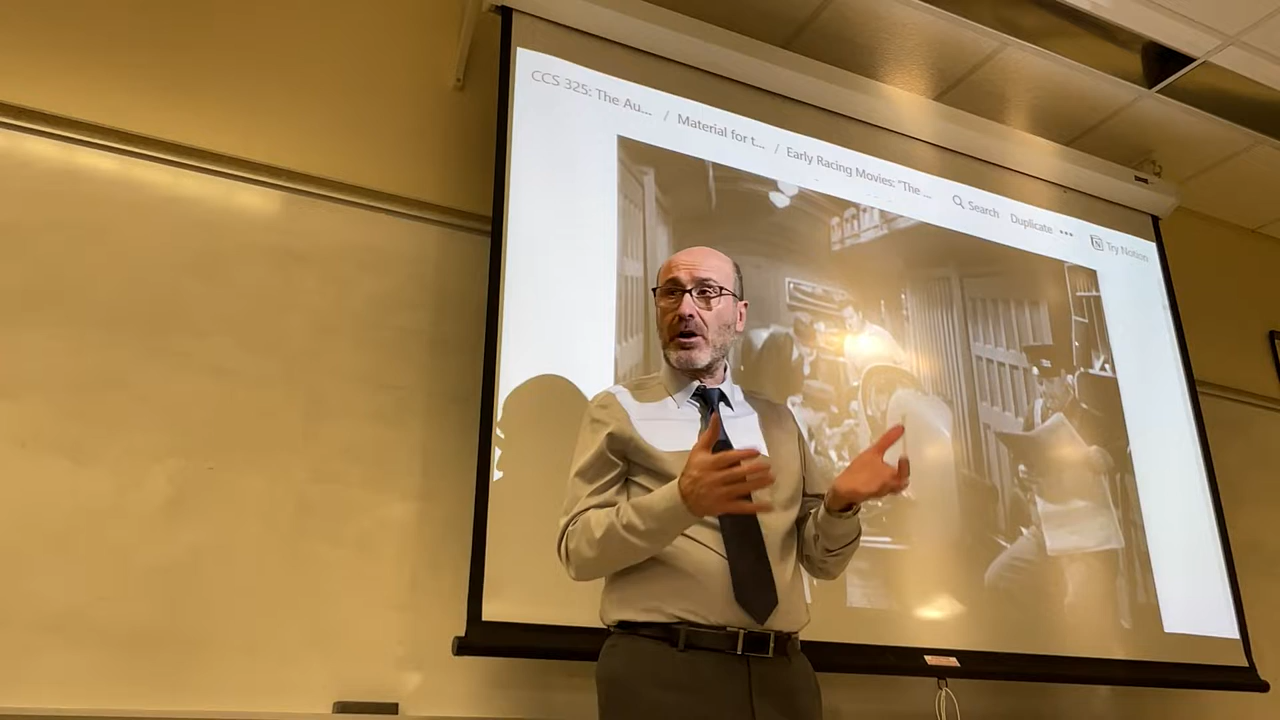 CCS 325: The Au... / Material for t... / Early Racing Movies: "The ... Search Duplicate ••• Try Notion